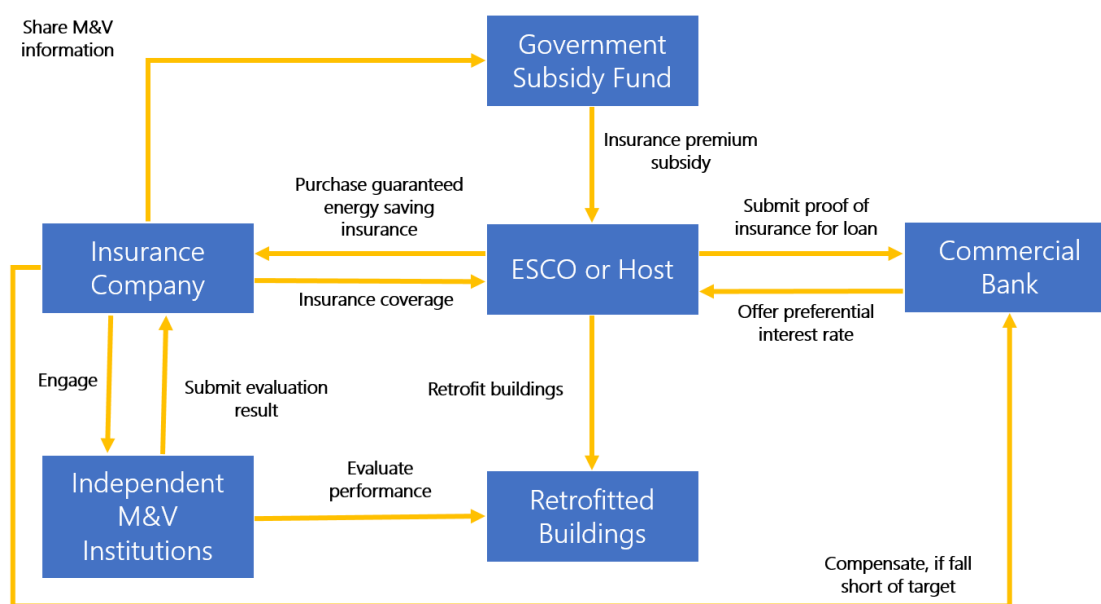 Share M&V
information
Government
Subsidy Fund
Insurance premium
subsidy
Purchase guaranteed
energy saving
insurance
Submit proof of
insurance for loan
Insurance
Company
ESCO or Host
Commercial
Bank
Insurance coverage
Offer preferential
interest rate
Engage
Submit evaluation
result
Retrofit buildings
Independent
M&V
Institutions
Evaluate
performance
Retrofitted
Buildings
Compensate, if fall
short of target